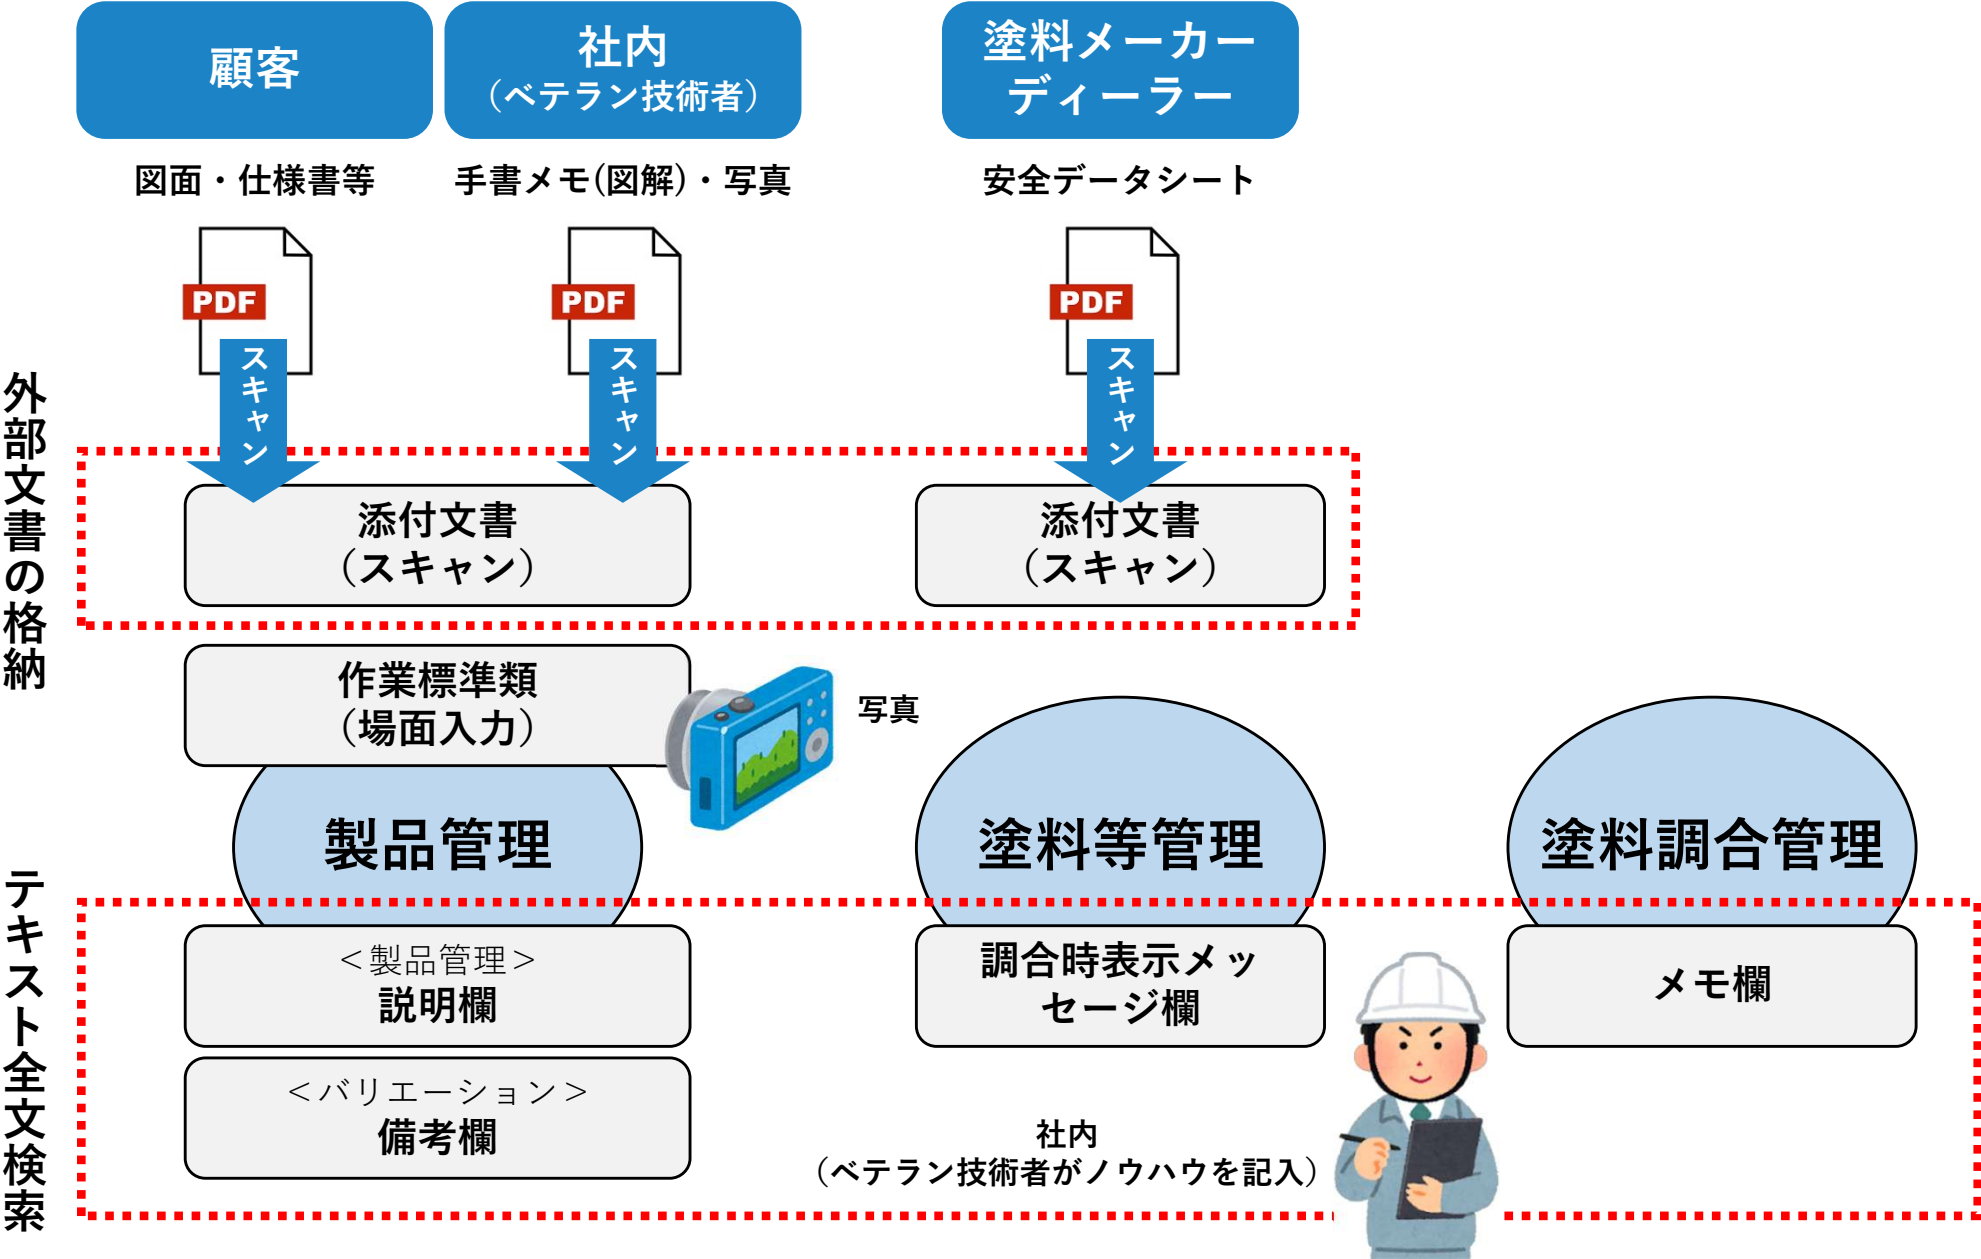 顧客
社内
（ベテラン技術者）
塗料メーカー
ディーラー
図面・仕様書等
手書メモ(図解)・写真
安全データシート
PDF
PDF
PDF
スキャン
スキャン
スキャン
外部文書の格納
添付文書
（スキャン）
添付文書
（スキャン）
作業標準類
（場面入力）
写真
製品管理
塗料等管理
塗料調合管理
テキスト全文検索
＜製品管理＞
説明欄
調合時表示メッ
セージ欄
メモ欄
＜バリエーション＞
備考欄
社内
（ベテラン技術者がノウハウを記入）